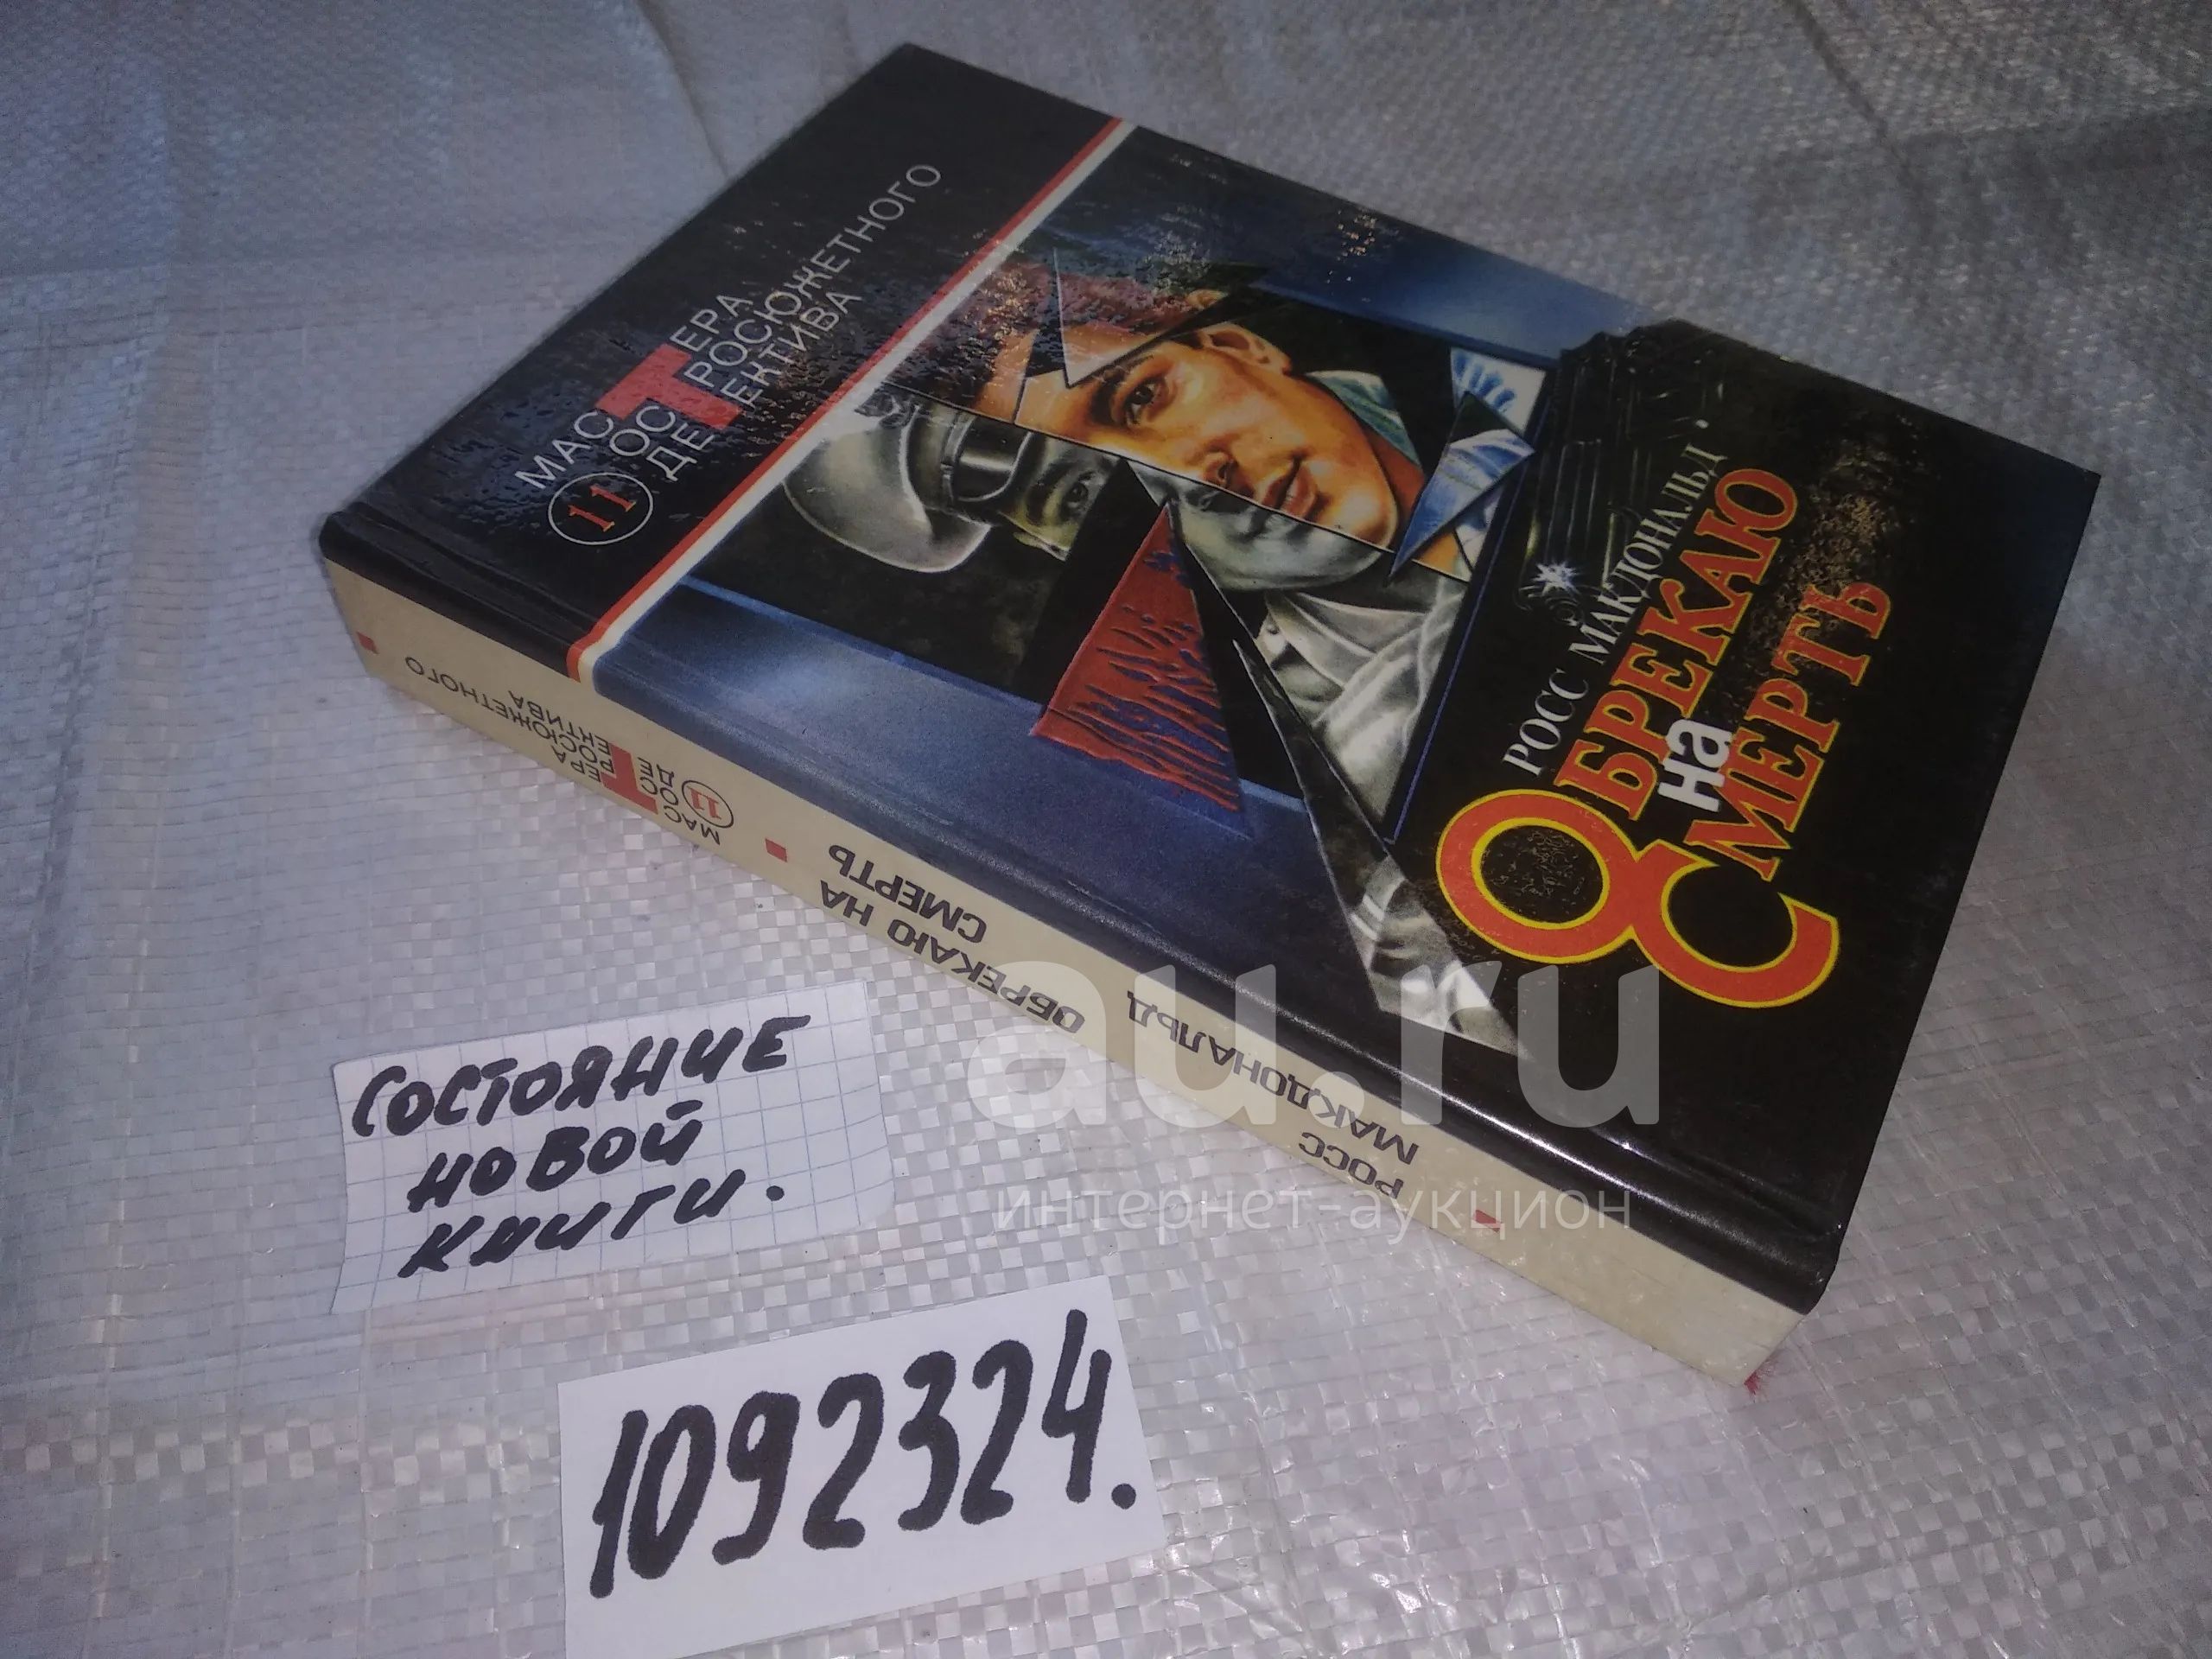 МАСТЕРА
11 ОСТРОСЮЖЕТНОГО
ДЕТЕКТИВА
РОСС МАКДОНАЛЬД
ОБРЕКАЮ
на
СМЕРТЬ
МАСТЕРА
11 ОСТРОСЮЖЕТНОГО
ДЕТЕКТИВА
ОБРЕКАЮ НА
СМЕРТЬ
РОСС
МАКДОНАЛЬД
au.ru
интернет-аукцион
СОСТОЯНИЕ
НОВОЙ
КНИГИ.
1092324.